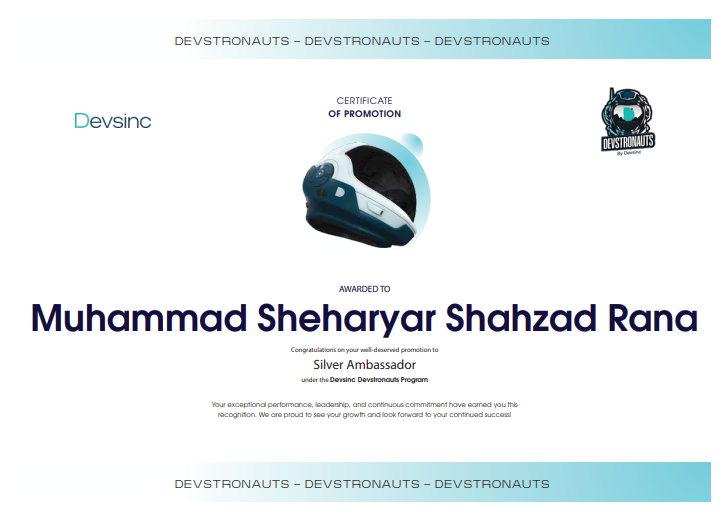 DEVSTRONAUTS – DEVSTRONAUTS – DEVSTRONAUTS
Devsinc
CERTIFICATE
OF PROMOTION
DEVSTRONAUTS
By Devsinc
AWARDED TO
Muhammad Sheharyar Shahzad Rana
Congratulations on your well-deserved promotion to
Silver Ambassador
under the Devsinc Devstronauts Program
Your exceptional performance, leadership, and continuous commitment have earned you this
recognition. We are proud to see your growth and look forward to your continued success!
DEVSTRONAUTS – DEVSTRONAUTS – DEVSTRONAUTS